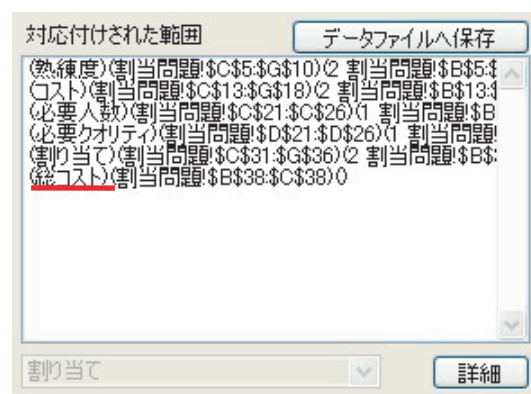 対応付けされた範囲
データファイルへ保存
(熟練度)(割当問題!$C$5:$G$10)(2 割当問題!$B$5:$
(コスト)(割当問題!$C$13:$G$18)(2 割当問題!$B$13:$
(必要人数)(割当問題!$C$21:$C$26)(1 割当問題!$B
(必要クオリティ)(割当問題!$D$21:$D$26)(1 割当問題!
(割り当て)(割当問題!$C$31:$G$36)(2 割当問題!$B$:
(総コスト)(割当問題!$B$38:$C$38)()
割り当て
詳細